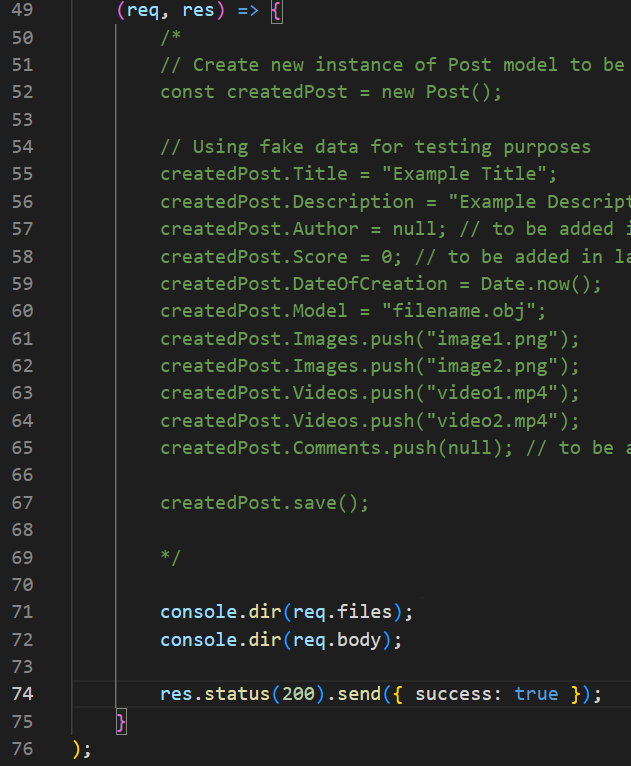 49 (req, res) => {
50 /*
51 // Create new instance of Post model to be
52 const createdPost = new Post();
53
54 // Using fake data for testing purposes
55 createdPost.Title = "Example Title";
56 createdPost.Description = "Example Descript
57 createdPost.Author = null; // to be added i
58 createdPost.Score = 0; // to be added in la
59 createdPost.DateOfCreation = Date.now();
60 createdPost.Model = "filename.obj";
61 createdPost.Images.push("image1.png");
62 createdPost.Images.push("image2.png");
63 createdPost.Videos.push("video1.mp4");
64 createdPost.Videos.push("video2.mp4");
65 createdPost.Comments.push(null); // to be a
66
67 createdPost.save();
68
69 */
70
71 console.dir(req.files);
72 console.dir(req.body);
73
74 res.status(200).send({ success: true });
75 }
76 );